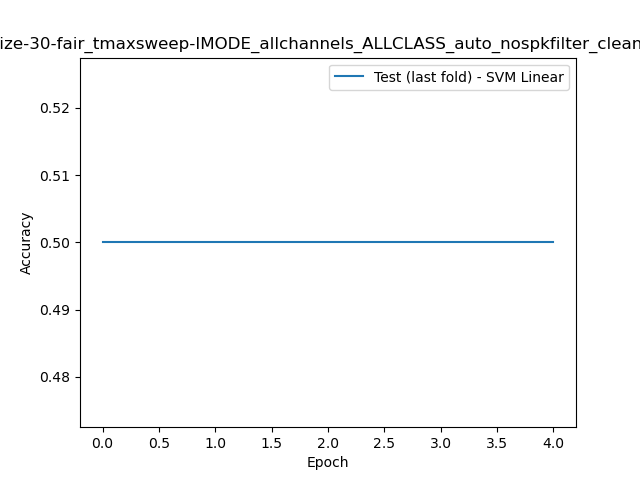 ize-30-fair_tmaxsweep-IMODE_allchannels_ALLCLASS_auto_nospkfilter_clean
Test (last fold) - SVM Linear
0.52
0.51
0.50
0.49
0.48
Accuracy
0.0 0.5 1.0 1.5 2.0 2.5 3.0 3.5 4.0
Epoch